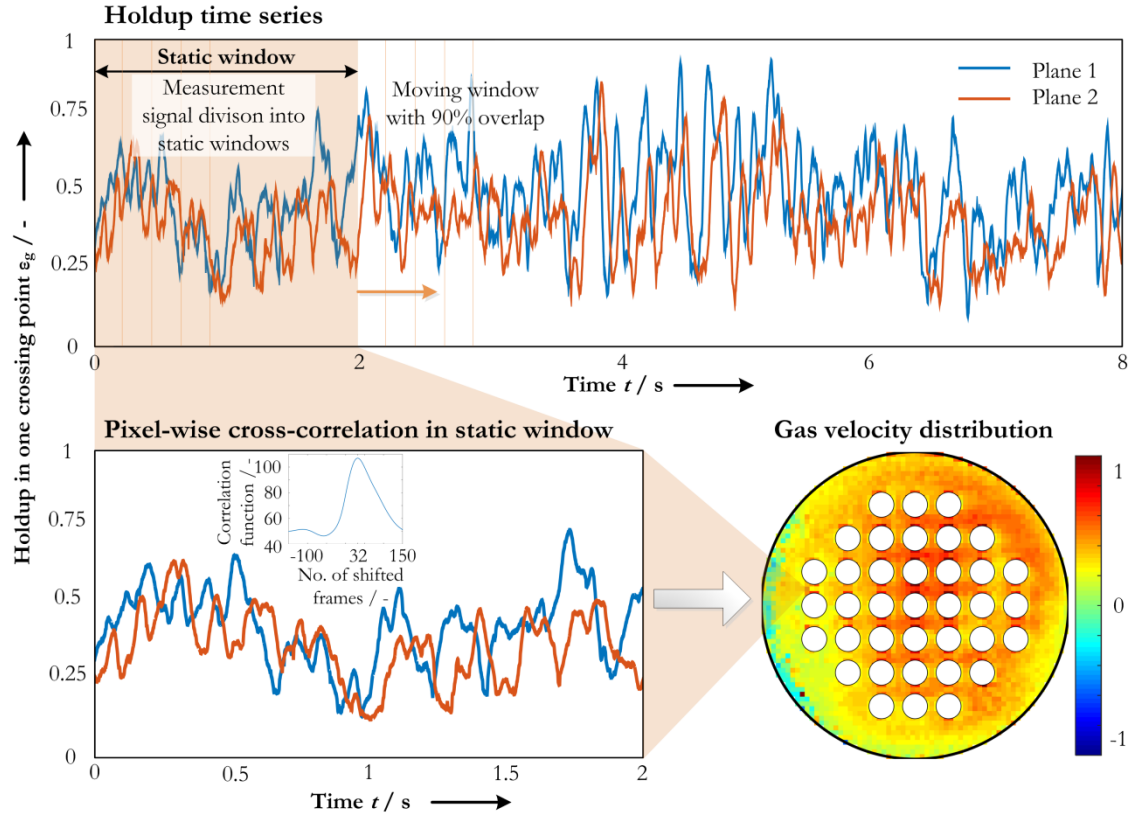 Holdup time series
Holdup in one crossing point εg / -
1
0.75
0.5
0.25
0
Static window
Measurement
signal divison into
static windows
Moving window
with 90% overlap
Plane 1
Plane 2
0
2
4
6
8
Time t / s
Pixel-wise cross-correlation in static window
1
0.75
0.5
0.25
0
Correlation
function /-
100
80
60
40
-100
32
150
No. of shifted
frames / -
0
0.5
1
1.5
2
Time t / s
Gas velocity distribution
1
0
-1